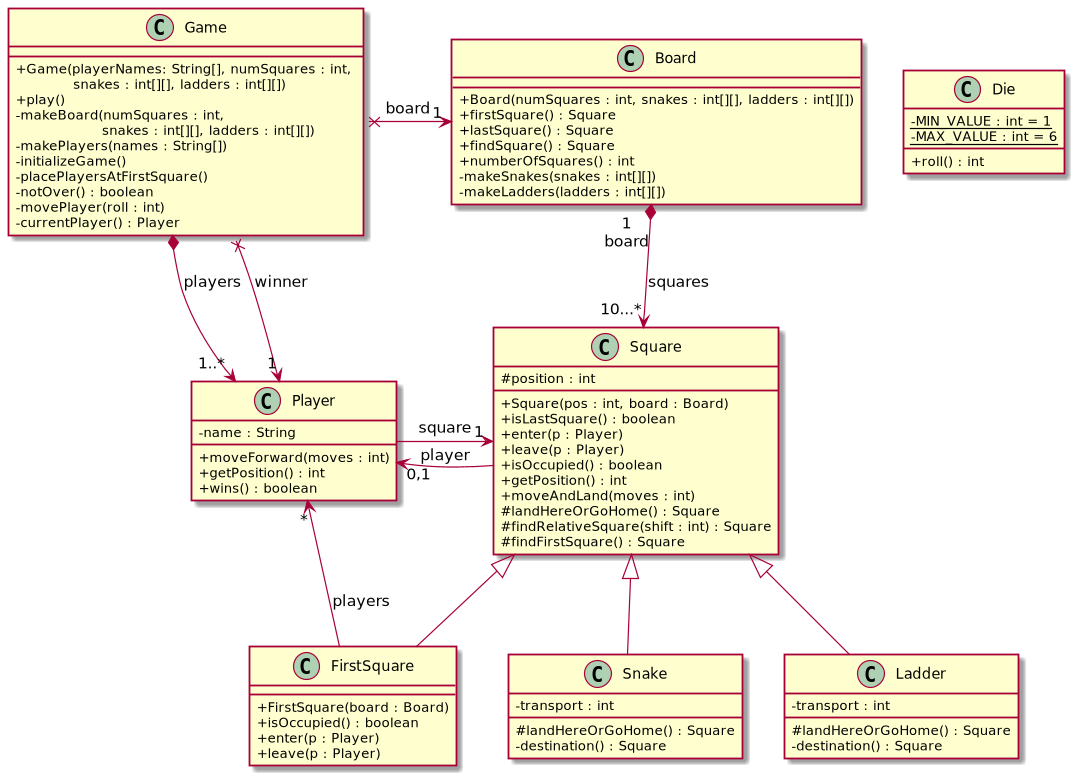 C Game
+Game(playerNames: String[], numSquares : int,
snakes : int[][], ladders : int[][])
+play()
-makeBoard(numSquares : int,
snakes : int[][], ladders : int[][])
-makePlayers(names : String[])
-initializeGame()
-placePlayersAtFirstSquare()
-notOver() : boolean
-movePlayer(roll : int)
-currentPlayer() : Player
board 1
C Board
+Board(numSquares : int, snakes : int[][], ladders : int[][])
+firstSquare() : Square
+lastSquare() : Square
+findSquare() : Square
+numberOfSquares() : int
-makeSnakes(snakes : int[][])
-makeLadders(ladders : int[][])
C Die
-MIN_VALUE : int = 1
-MAX_VALUE : int = 6
+roll() : int
players
1..*
winner
1
1
board
squares
10...*
C Player
-name : String
+moveForward(moves : int)
+getPosition() : int
+wins() : boolean
square 1
player
0,1
C Square
#position : int
+Square(pos : int, board : Board)
+isLastSquare() : boolean
+enter(p : Player)
+leave(p : Player)
+isOccupied() : boolean
+getPosition() : int
+moveAndLand(moves : int)
#landHereOrGoHome() : Square
#findRelativeSquare(shift : int) : Square
#findFirstSquare() : Square
*
players
C FirstSquare
+FirstSquare(board : Board)
+isOccupied() : boolean
+enter(p : Player)
+leave(p : Player)
C Snake
-transport : int
#landHereOrGoHome() : Square
-destination() : Square
C Ladder
-transport : int
#landHereOrGoHome() : Square
-destination() : Square